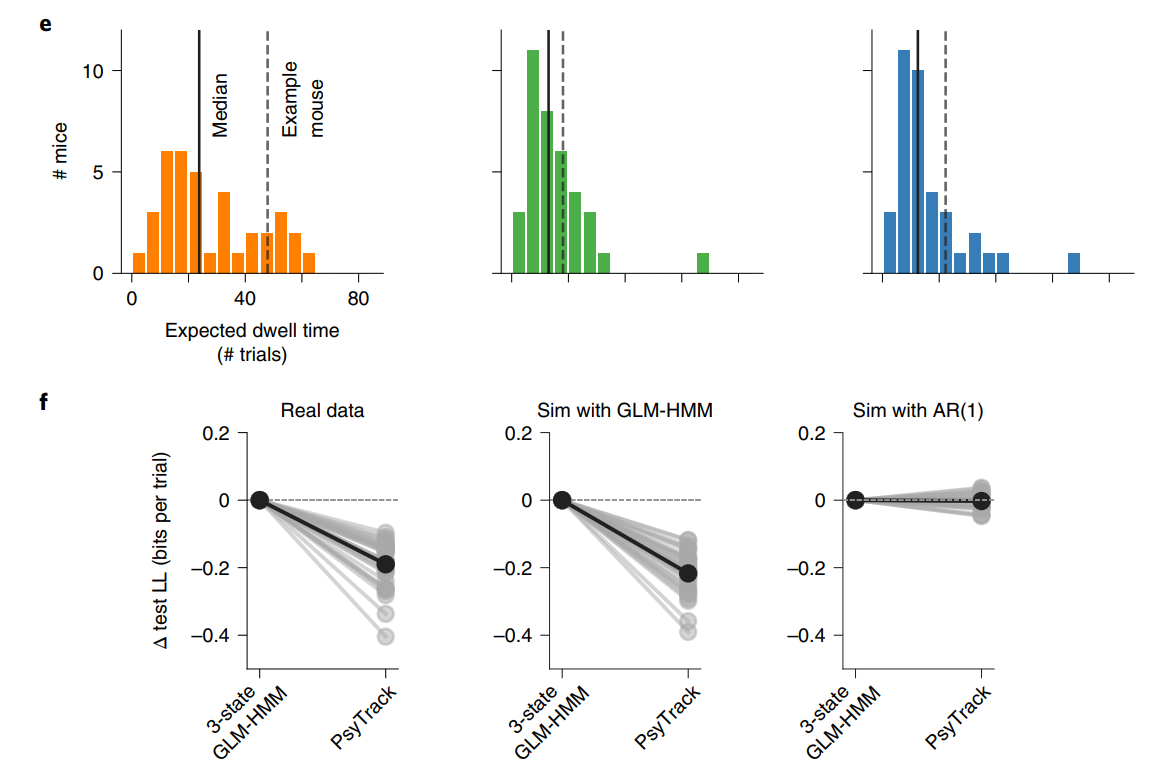 e
10
5
0
# mice
Median
Example
mouse
0 40 80
Expected dwell time
(# trials)
f
Real data
Sim with GLM-HMM
Sim with AR(1)
Δ test LL (bits per trial)
0.2
0
−0.2
−0.4
0.2
0
−0.2
−0.4
0.2
0
−0.2
−0.4
3-state
GLM-HMM
PsyTrack
3-state
GLM-HMM
PsyTrack
3-state
GLM-HMM
PsyTrack